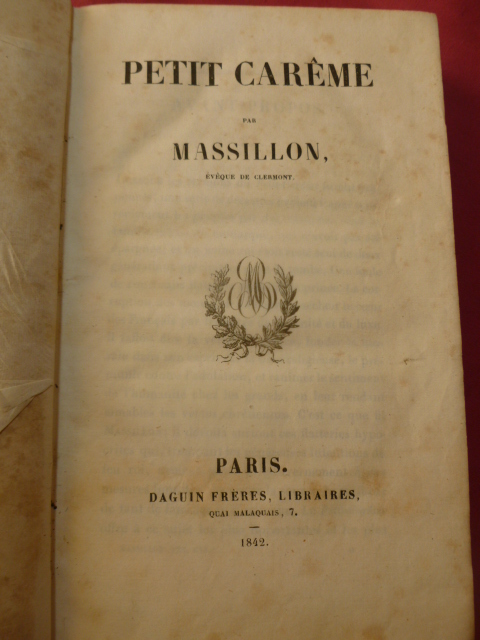 PETIT CARÊME
PAR
MASSILLON,
ÉVÊQUE DE CLERMONT.
PARIS.
DAGUIN FRÈRES, LIBRAIRES,
QUAI MALAQUAIS, 7.
—
1842.